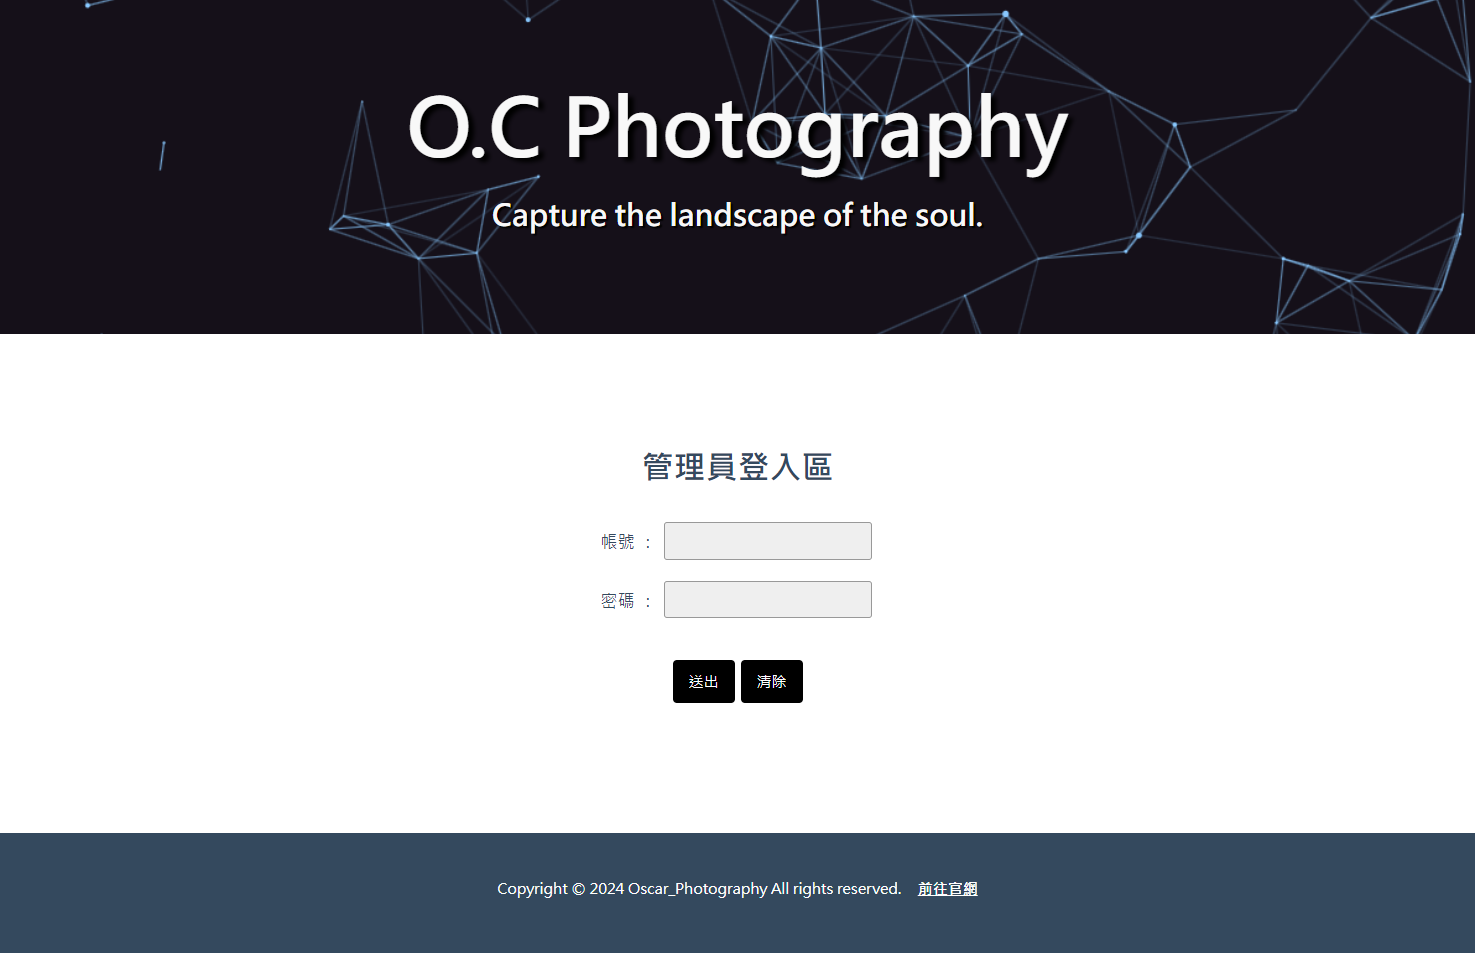 O.C Photography
Capture the landscape of the soul.
管理員登入區
帳號 ：
密碼 ：
送出 清除
Copyright © 2024 Oscar_Photography All rights reserved. 前往官網